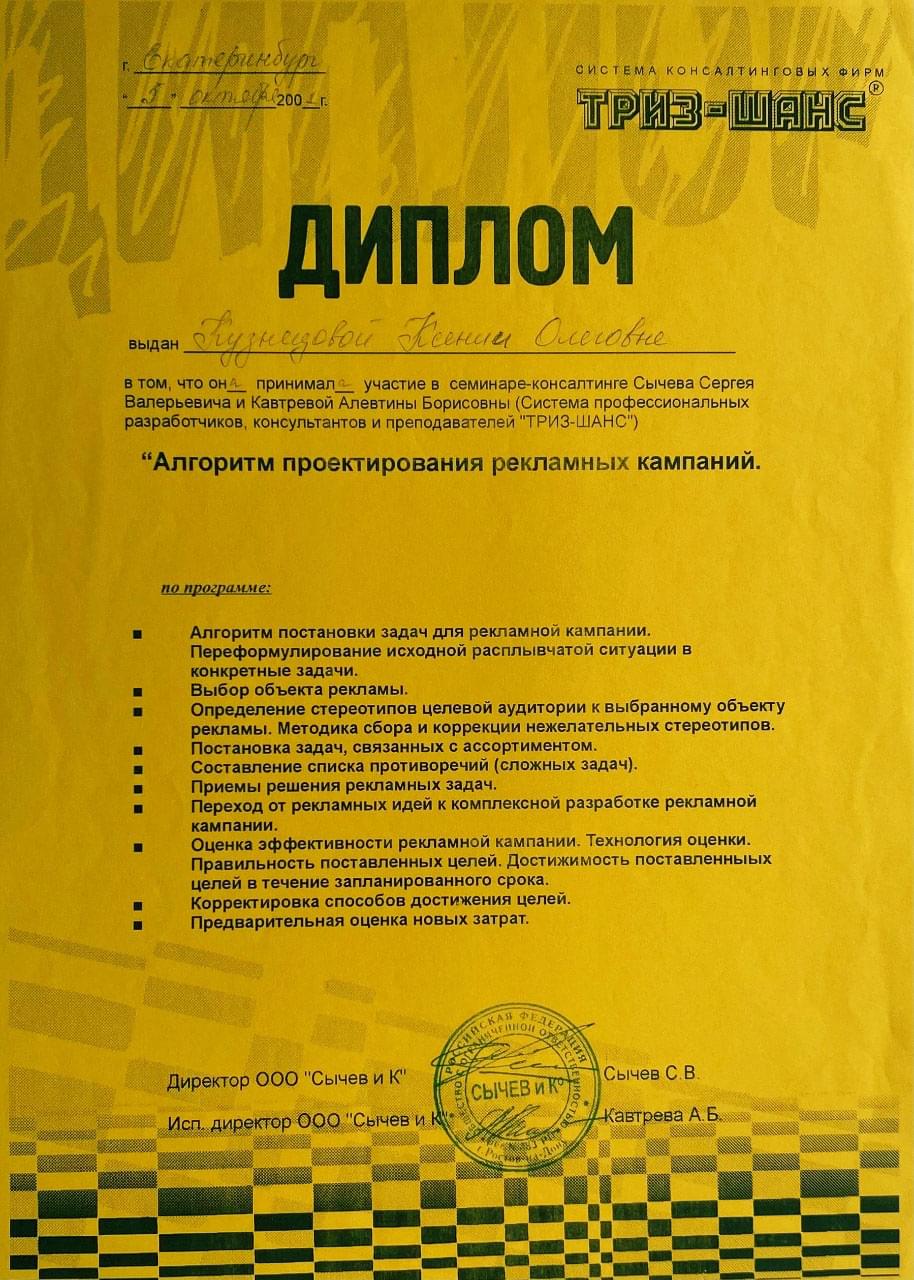 г. Екатеринбург
"5" октября 2001 г.
СИСТЕМА КОНСАЛТИНГОВЫХ ФИРМ
ТРИЗ-ШАНС®
ДИПЛОМ
выдан Кузнецовой Ксении Олеговне
в том, что она принимала участие в семинаре-консалтинге Сычева Сергея
Валерьевича и Кавтревой Алевтины Борисовны (Система профессиональных
разработчиков, консультантов и преподавателей "ТРИЗ-ШАНС")
“Алгоритм проектирования рекламных кампаний.
по программе:
■ Алгоритм постановки задач для рекламной кампании.
Переформулирование исходной расплывчатой ситуации в
конкретные задачи.
■ Выбор объекта рекламы.
■ Определение стереотипов целевой аудитории к выбранному объекту
рекламы. Методика сбора и коррекции нежелательных стереотипов.
■ Постановка задач, связанных с ассортиментом.
■ Составление списка противоречий (сложных задач).
■ Приемы решения рекламных задач.
■ Переход от рекламных идей к комплексной разработке рекламной
кампании.
■ Оценка эффективности рекламной кампании. Технология оценки.
Правильность поставленных целей. Достижимость поставленныых
целей в течение запланированного срока.
■ Корректировка способов достижения целей.
■ Предварительная оценка новых затрат.
Директор ООО "Сычев и К" Сычев С.В.
Исп. директор ООО "Сычев и К" Кавтрева А.Б.
РОССИЙСКАЯ ФЕДЕРАЦИЯ
ОБЩЕСТВО С ОГРАНИЧЕННОЙ ОТВЕТСТВЕННОСТЬЮ
СЫЧЕВ и К°
г. Ростов-на-Дону